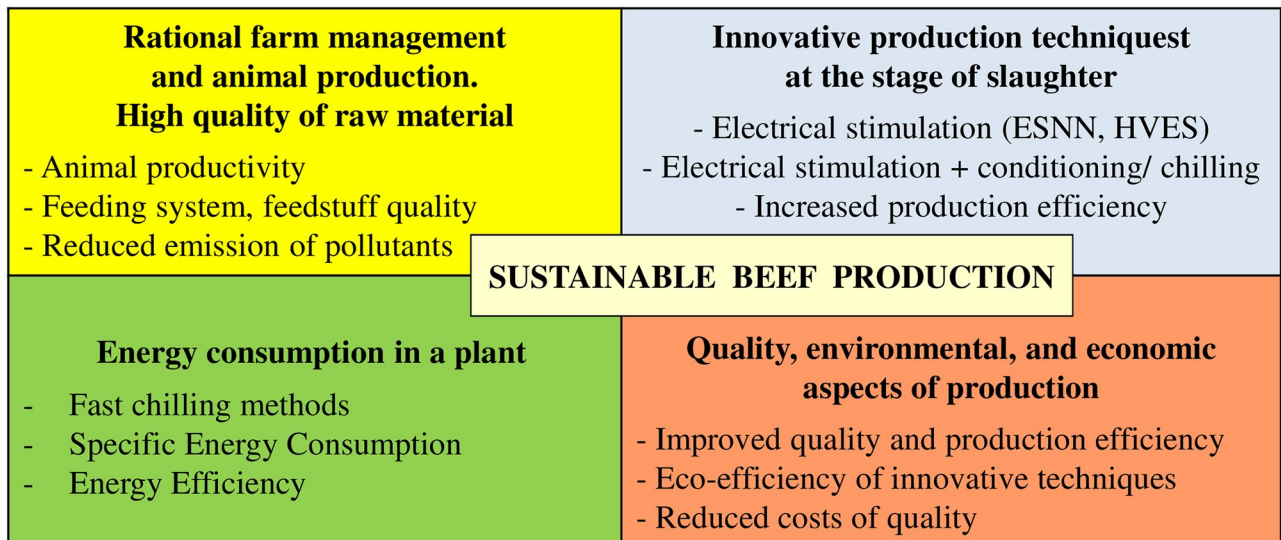 Rational farm management
and animal production.
High quality of raw material
- Animal productivity
- Feeding system, feedstuff quality
- Reduced emission of pollutants
Innovative production techniquest
at the stage of slaughter
- Electrical stimulation (ESNN, HVES)
- Electrical stimulation + conditioning/ chilling
- Increased production efficiency
SUSTAINABLE BEEF PRODUCTION
Energy consumption in a plant
- Fast chilling methods
- Specific Energy Consumption
- Energy Efficiency
Quality, environmental, and economic
aspects of production
- Improved quality and production efficiency
- Eco-efficiency of innovative techniques
- Reduced costs of quality